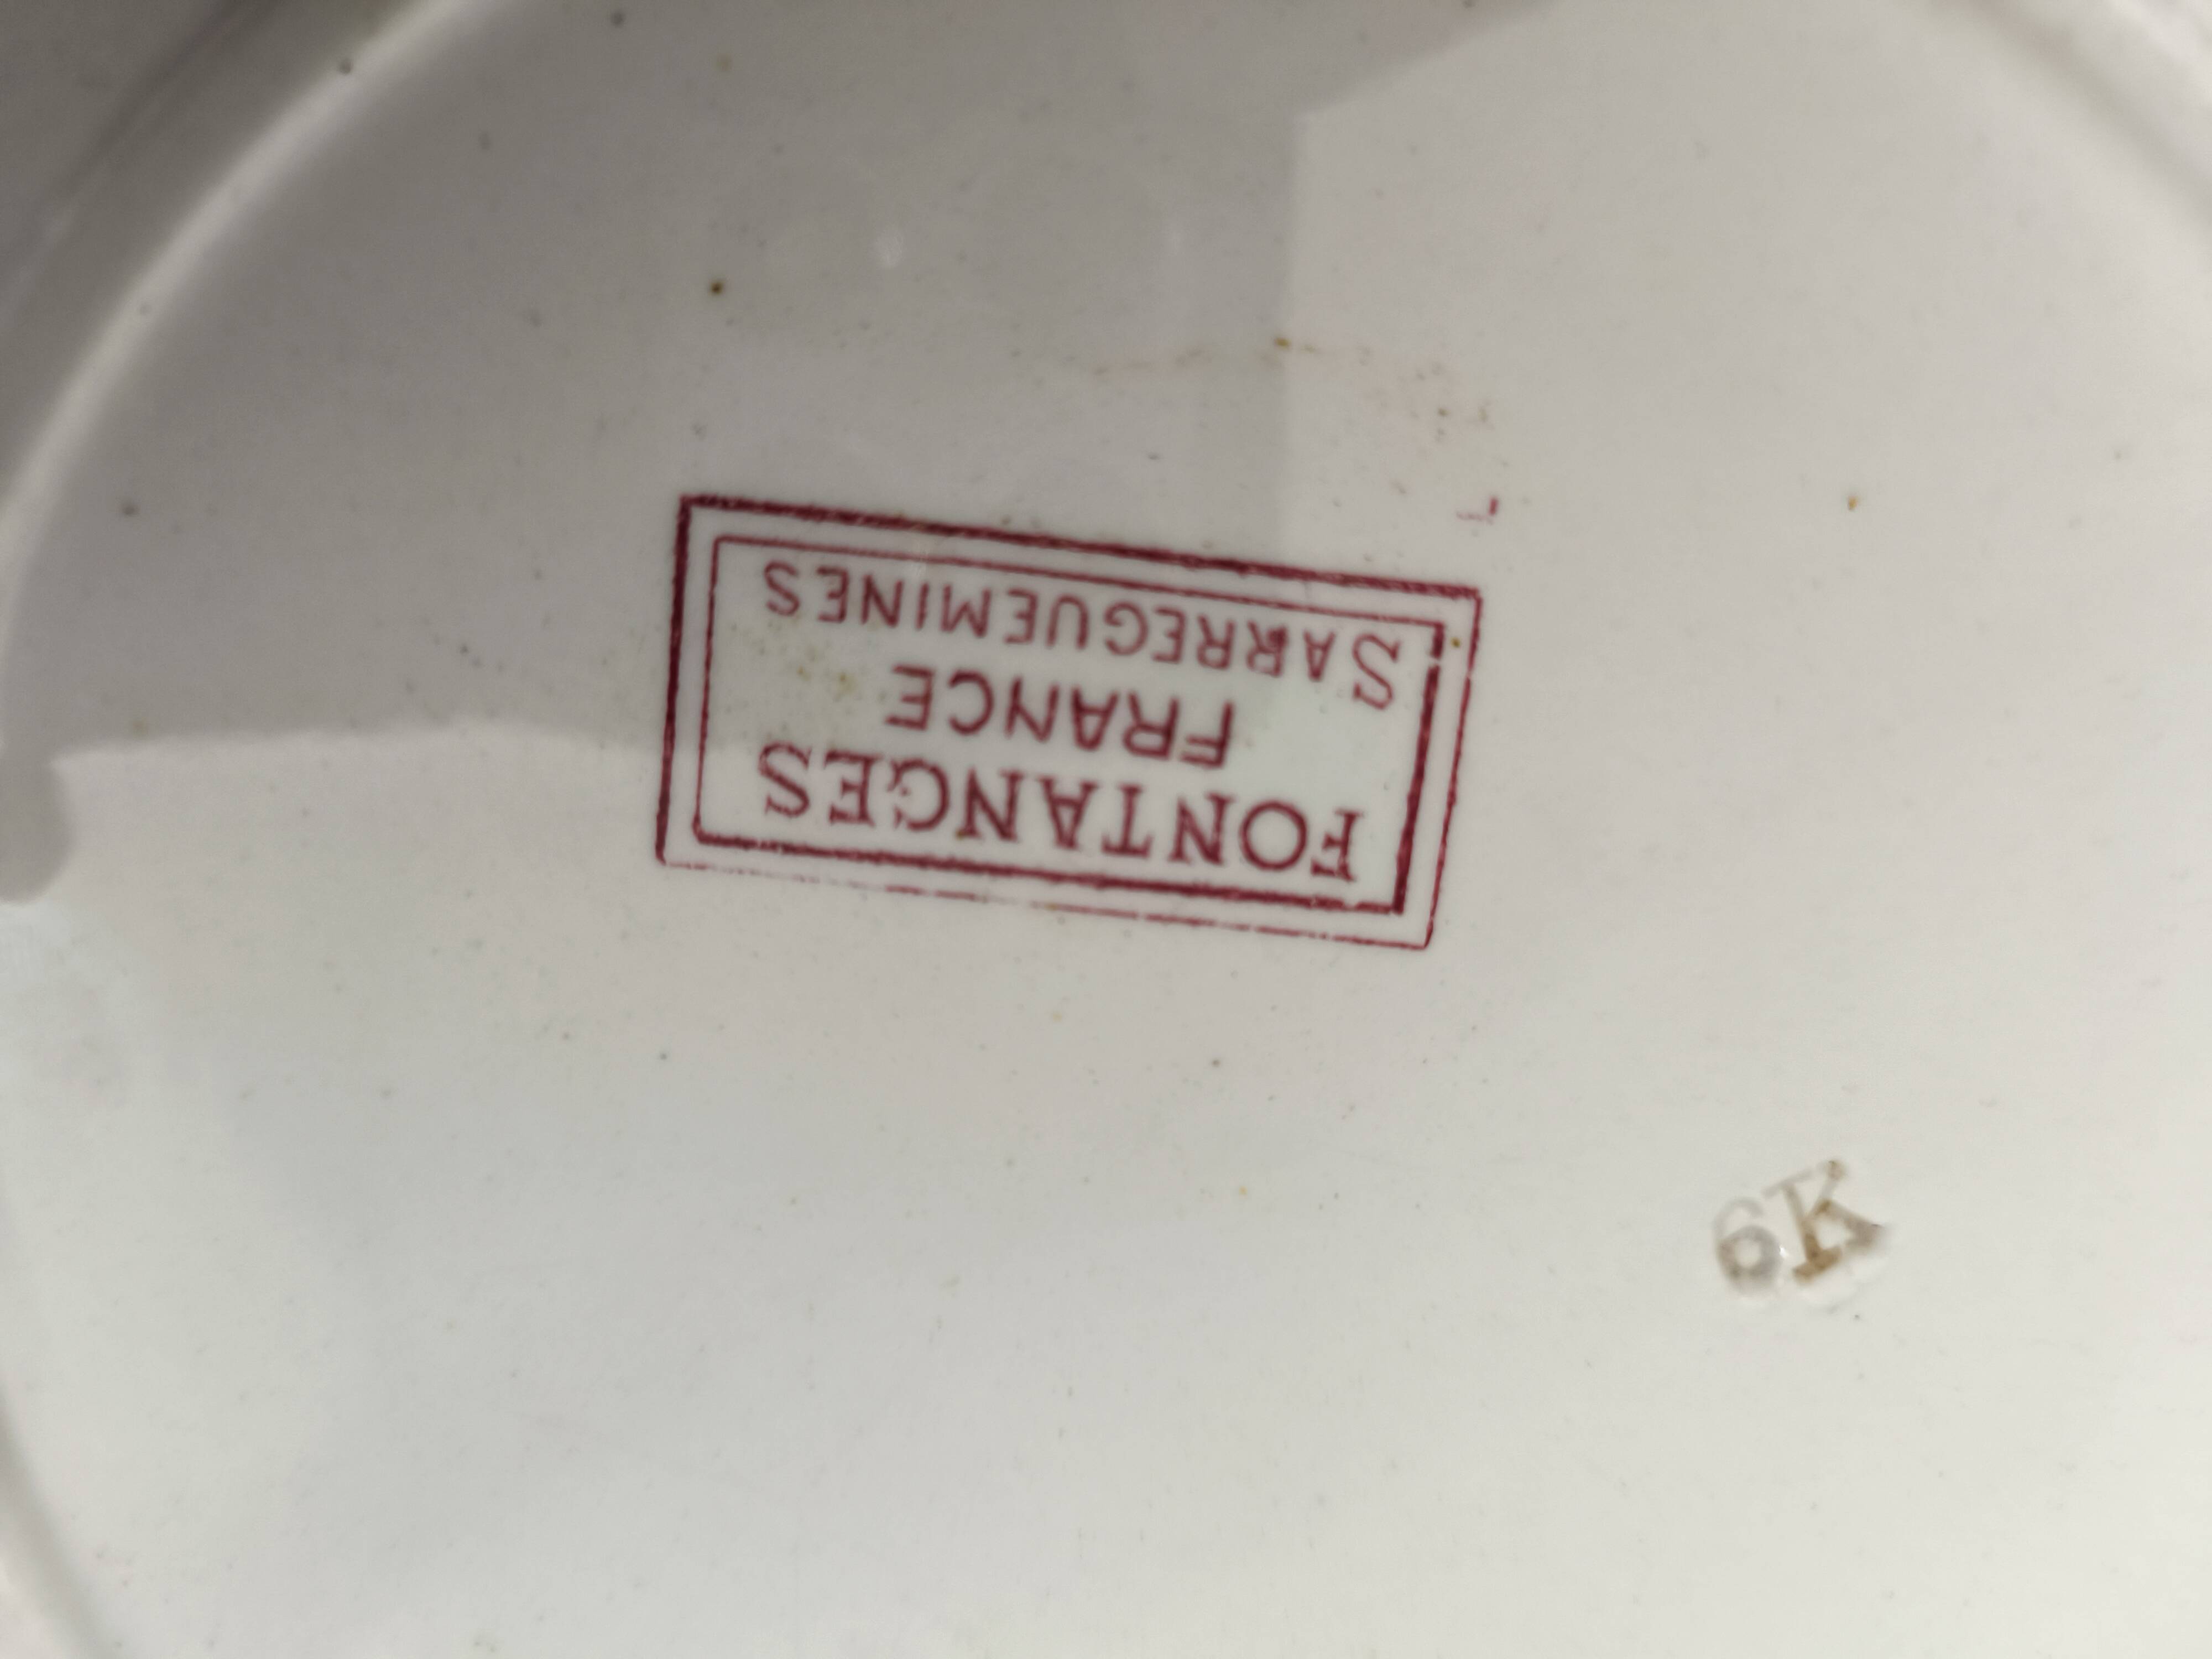 FONTANGES
FRANCE
SARREGUEMINES
6K